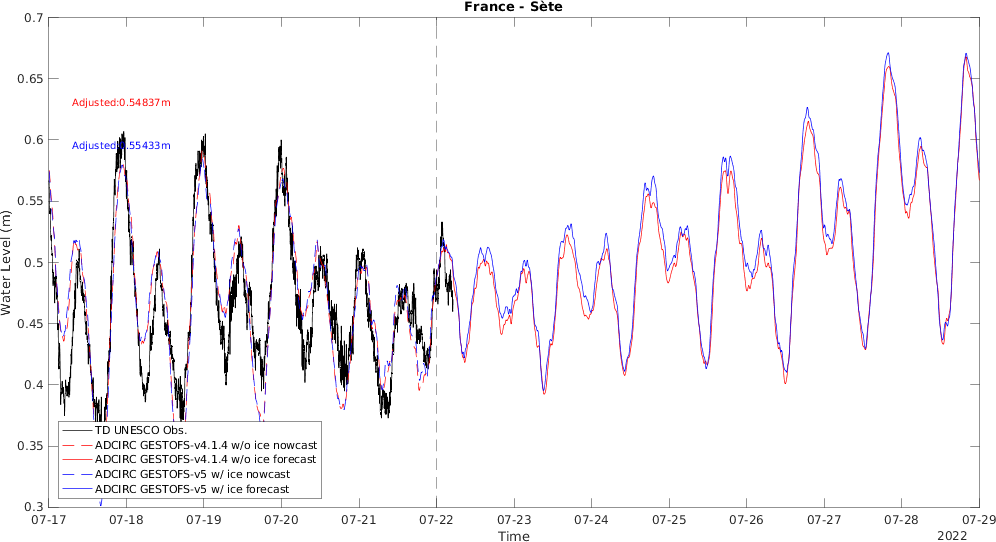 France - Sète
Water Level (m)
0.7
0.65
0.6
0.55
0.5
0.45
0.4
0.35
0.3
Adjusted:0.54837m
Adjusted:0.55433m
TD UNESCO Obs.
ADCIRC GESTOFS-v4.1.4 w/o ice nowcast
ADCIRC GESTOFS-v4.1.4 w/o ice forecast
ADCIRC GESTOFS-v5 w/ ice nowcast
ADCIRC GESTOFS-v5 w/ ice forecast
07-17 07-18 07-19 07-20 07-21 07-22 07-23 07-24 07-25 07-26 07-27 07-28 07-29
Time
2022